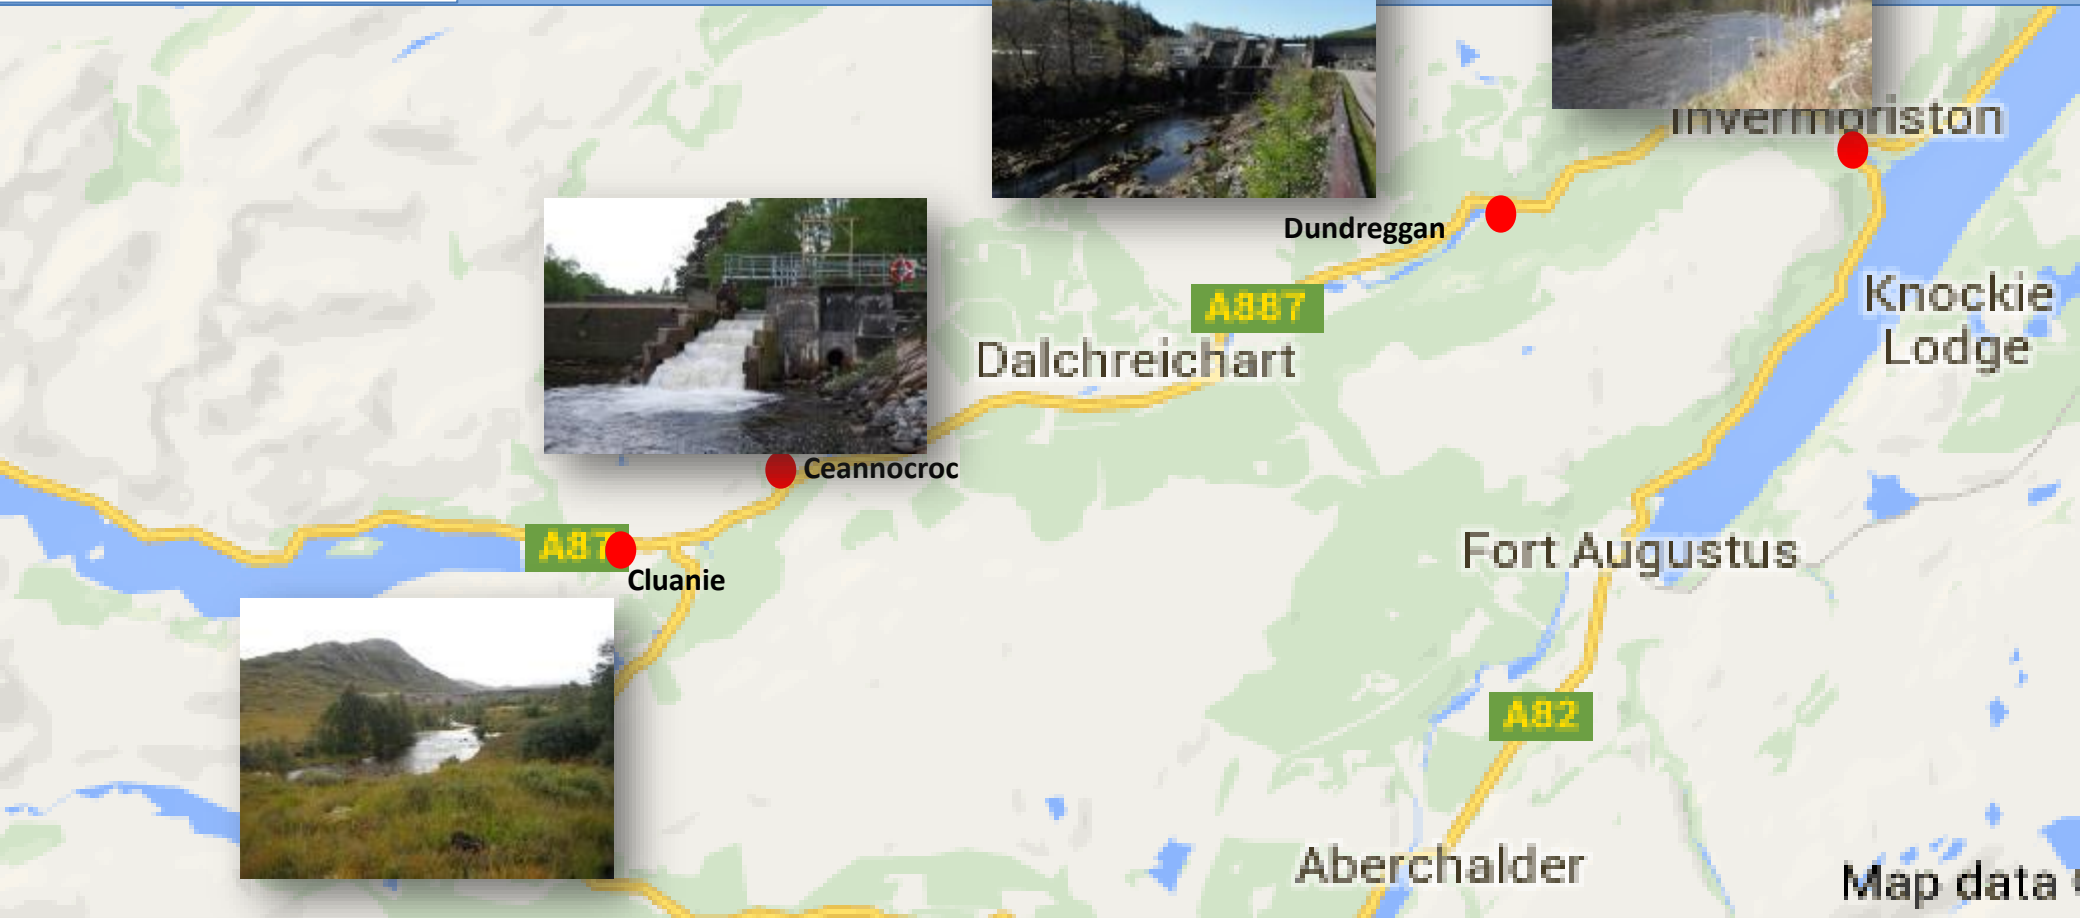 Invermoriston
Dundreggan
Knockie
Lodge
A887
Dalchreichart
Ceannocroc
A87
Cluanie
Fort Augustus
A82
Aberchalder
Map data